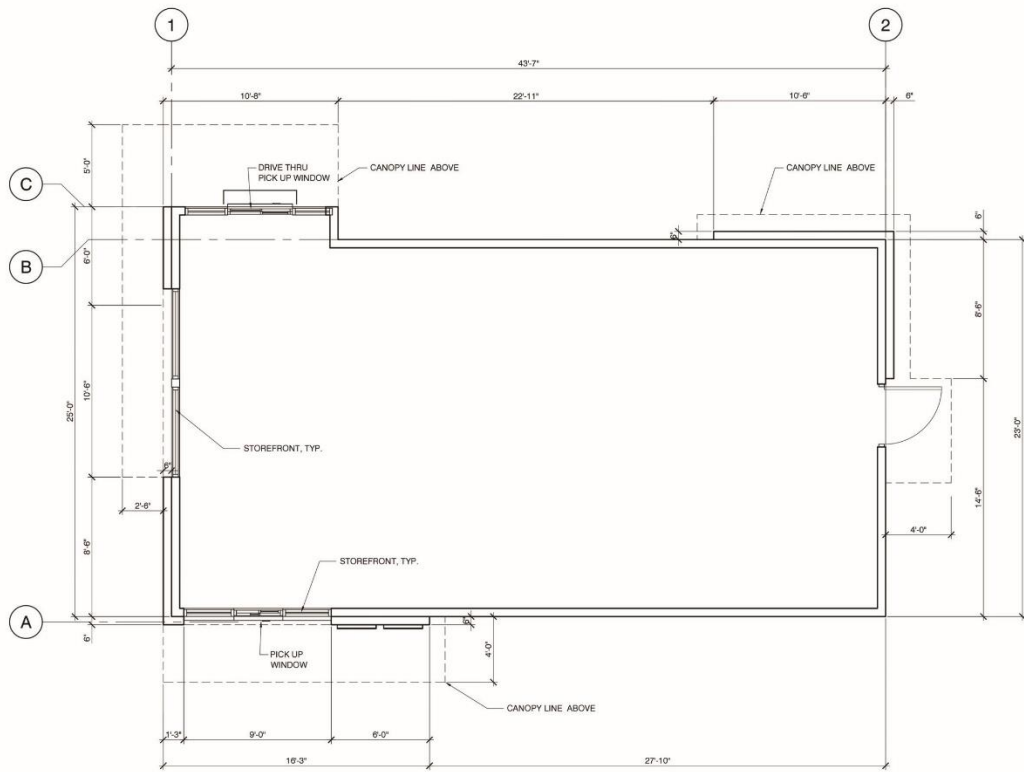 1
2
43'-7"
10'-8"
22'-11"
10'-6"
6"
5'-0"
DRIVE THRU
PICK UP WINDOW
CANOPY LINE ABOVE
CANOPY LINE ABOVE
C
B
6"
6"
6'-0"
8'-6"
25'-0"
10'-6"
23'-0"
STOREFRONT, TYP.
6"
2'-6"
14'-6"
4'-0"
8'-6"
STOREFRONT, TYP.
A
6"
6"
4'-0"
PICK UP
WINDOW
CANOPY LINE ABOVE
1'-3"
9'-0"
6'-0"
16'-3"
27'-10"